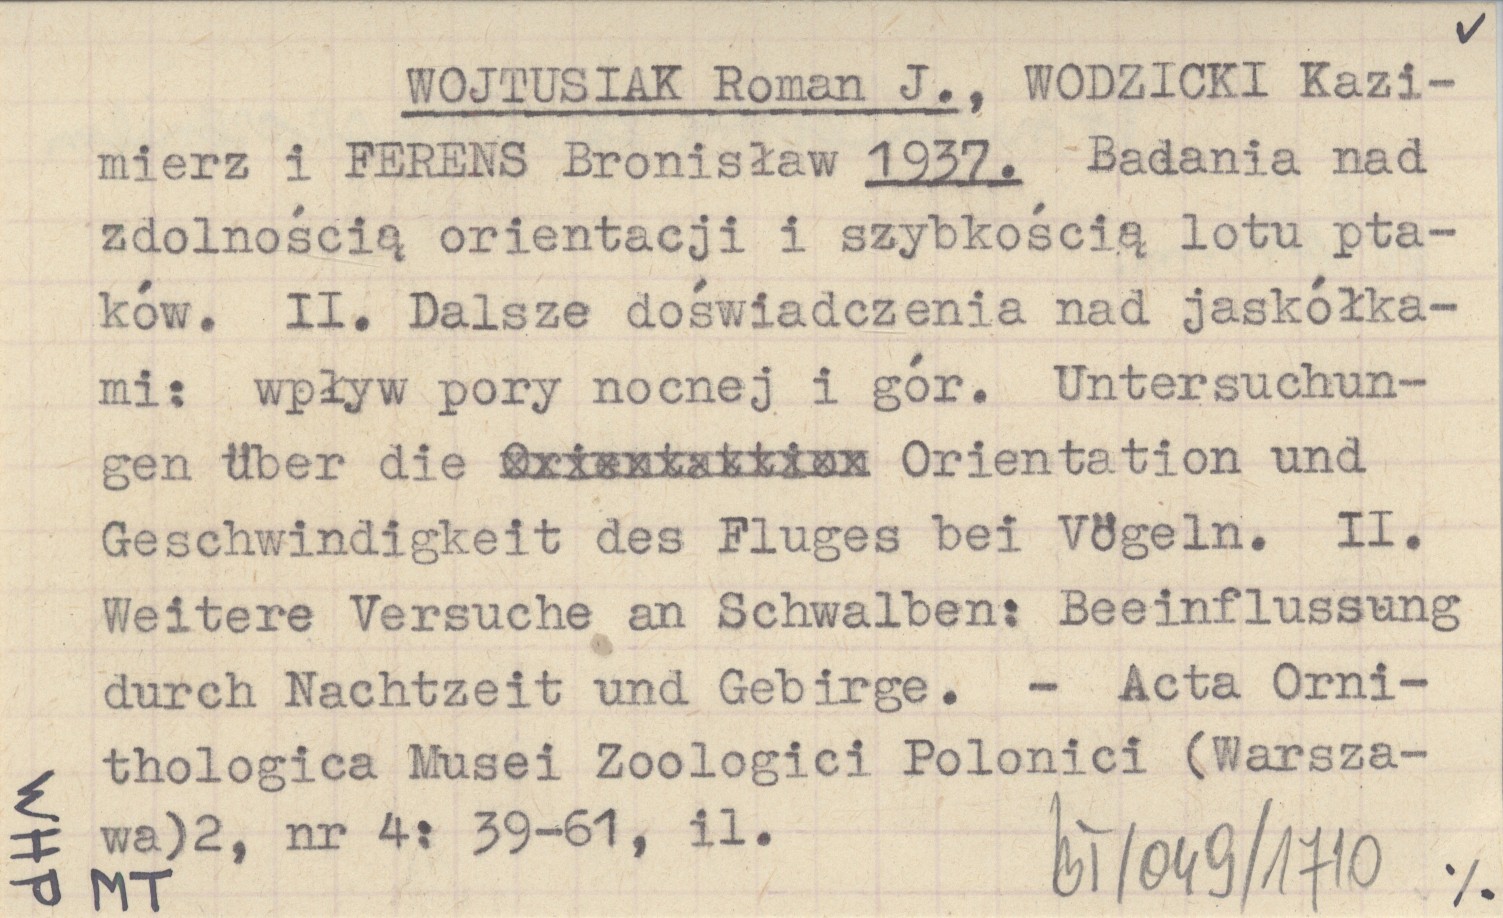 WOJTUSIAK Roman J., WODZICKI Kazi-
mierz i FERENS Bronisław 1937. Badania nad
zdolnością orientacji i szybkością lotu pta-
ków. II. Dalsze doświadczenia nad jaskółka-
mi: wpływ pory nocnej i gór. Untersuchun-
gen über die Orientattion Orientation und
Geschwindigkeit des Fluges bei Vögeln. II.
Weitere Versuche an Schwalben: Beeinflussung
durch Nachtzeit und Gebirge. - Acta Orni-
thologica Musei Zoologici Polonici (Warsza-
wa)2, nr 4: 39-61, il.
/049/1710 ./.
WHP
MT